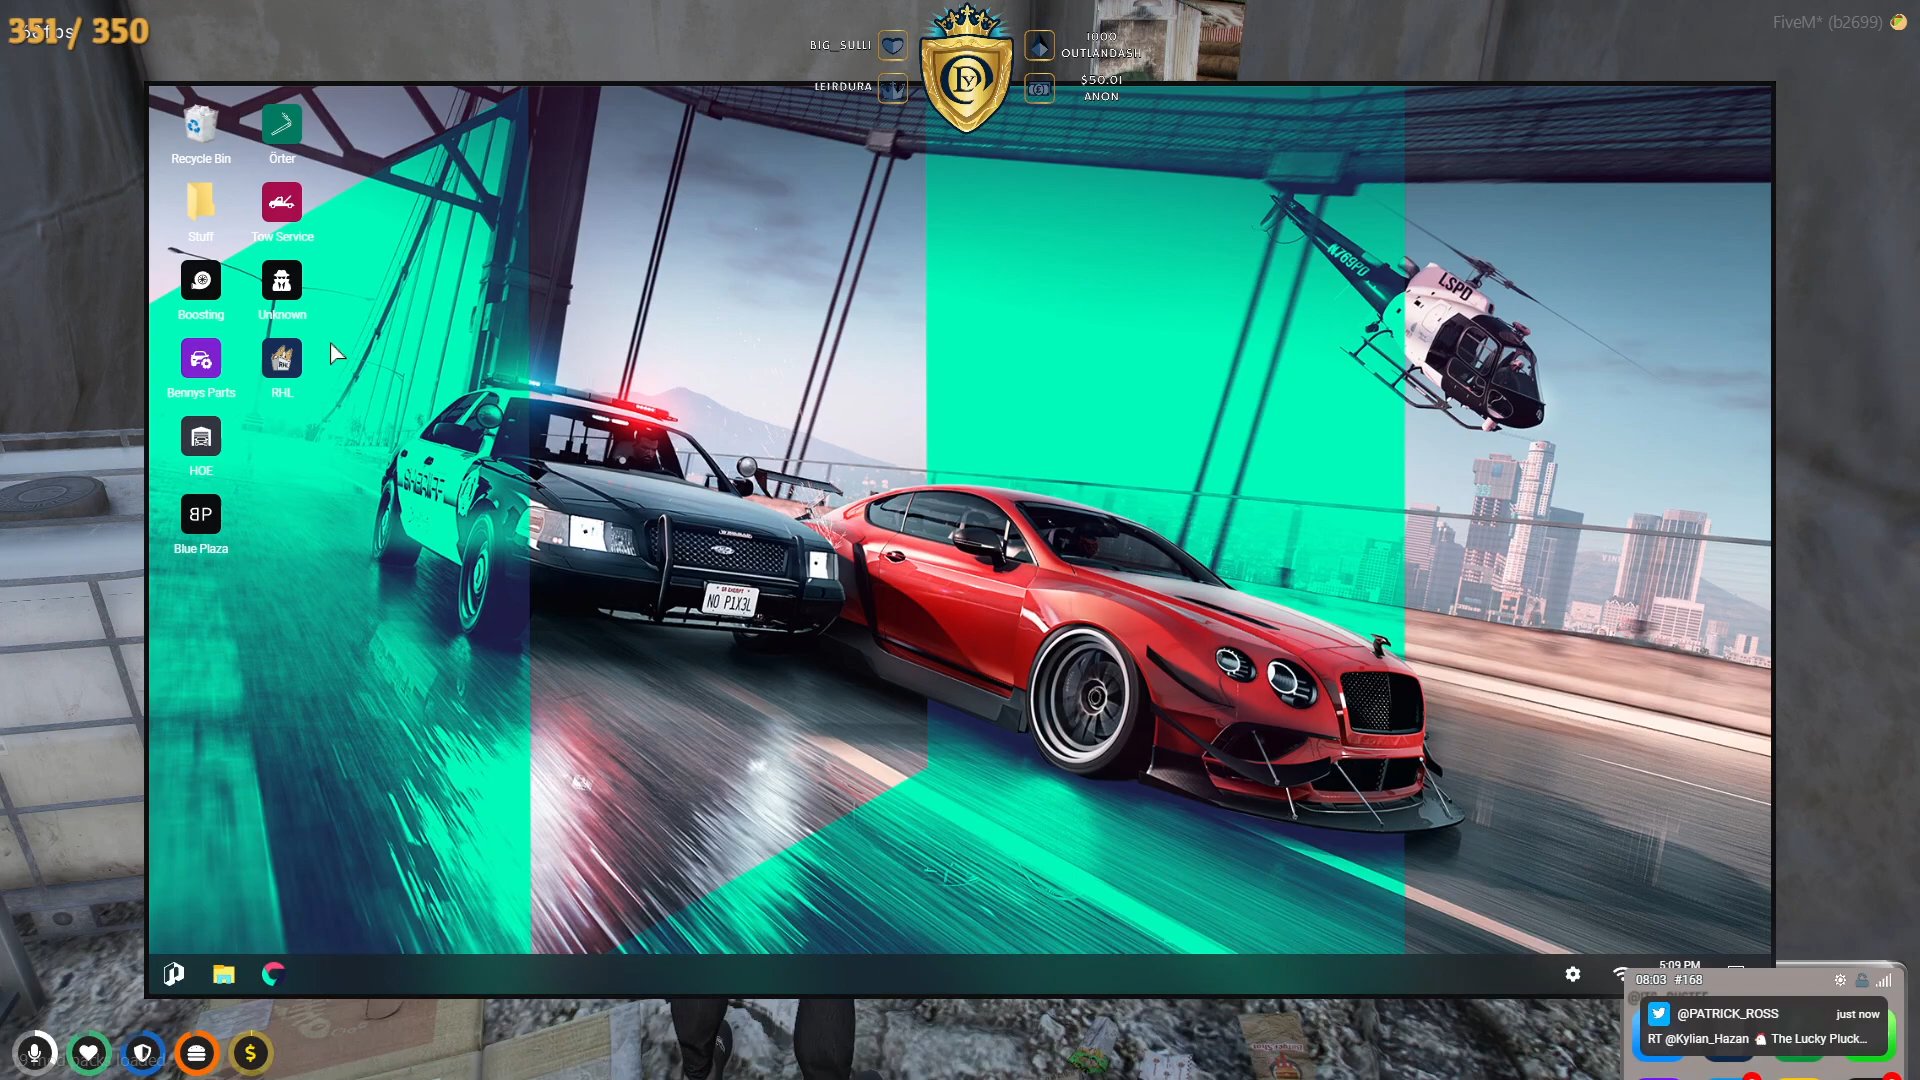 351 / 350
FiveM* (b2699)
BIG_SULLI
1000
OUTLANDASH
LEIRDURA
$50.01
ANON
Recycle Bin
Örter
Stuff
Tow Service
Boosting
Unknown
Bennys Parts
RHL
HOE
BP
Blue Plaza
N769PD
LSPD
SHERIFF
NO P1X3L
5:09 PM
08:03 #168
@PATRICK_ROSS
just now
RT @Kylian_Hazan 🐔 The Lucky Pluck...